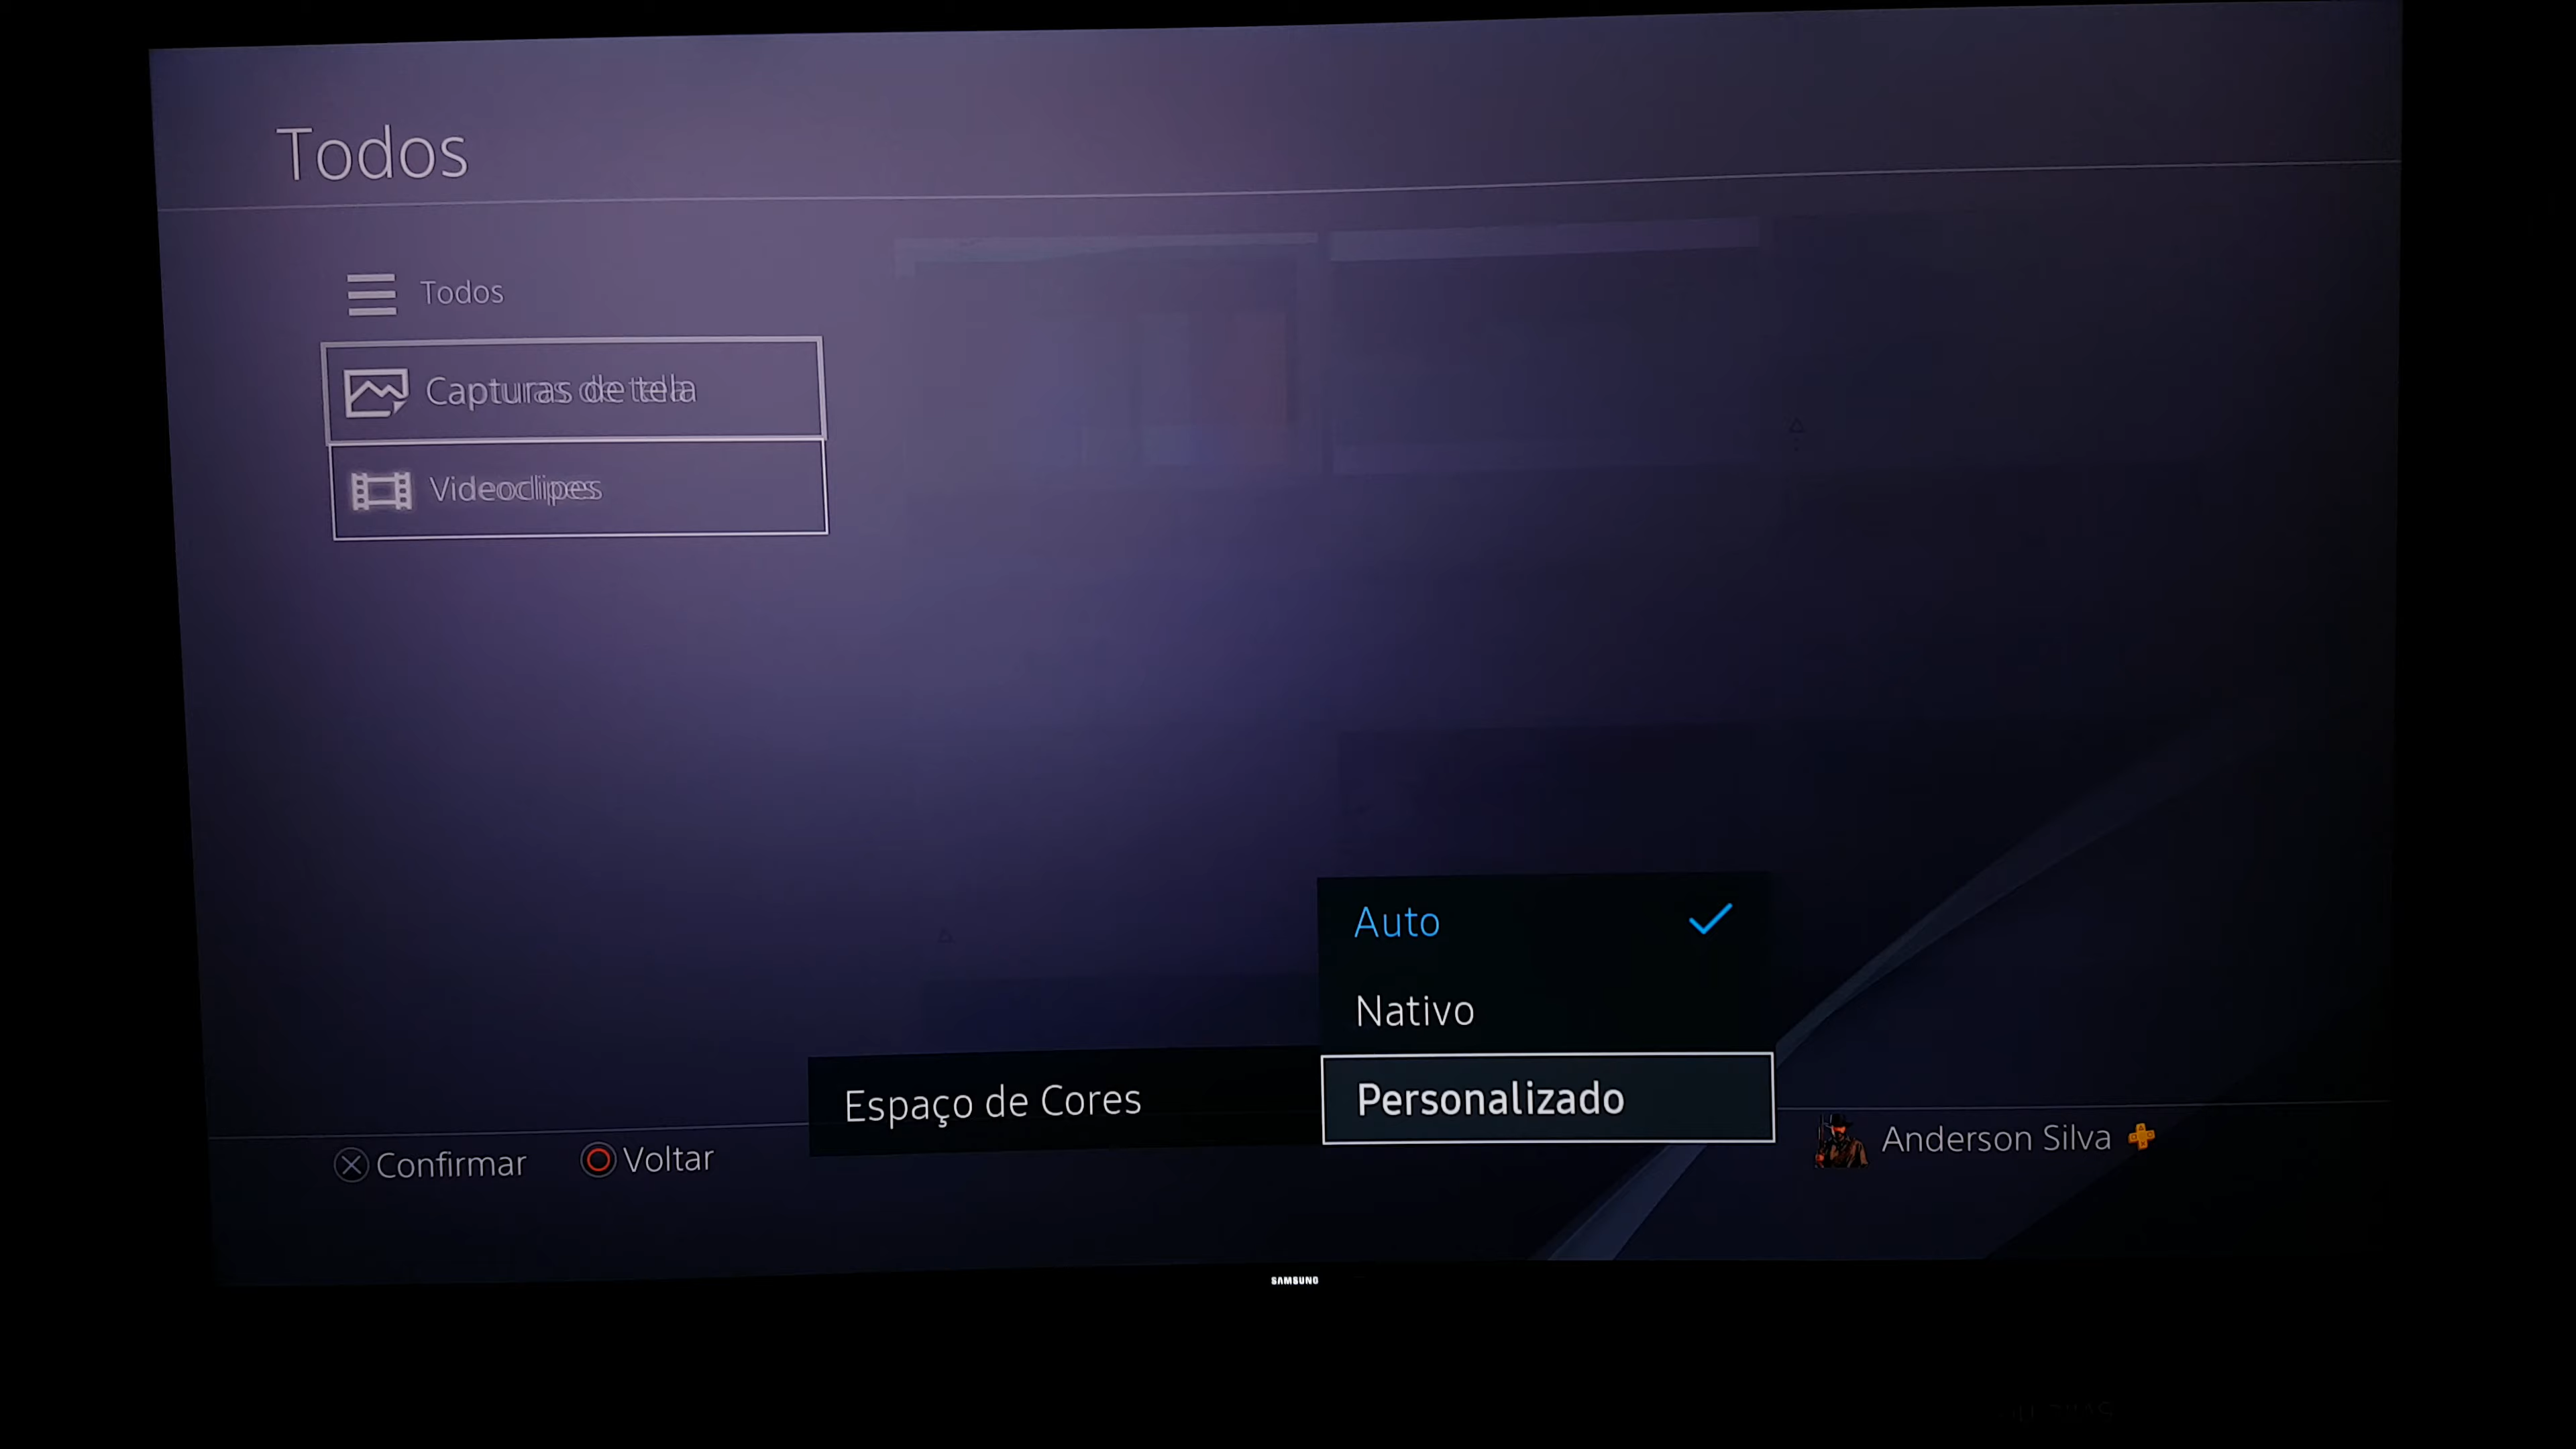 Todos
Todos
Capturas de tela
Videoclipes
Auto
Nativo
Espaço de Cores
Personalizado
Confirmar
Voltar
Anderson Silva
SAMSUNG